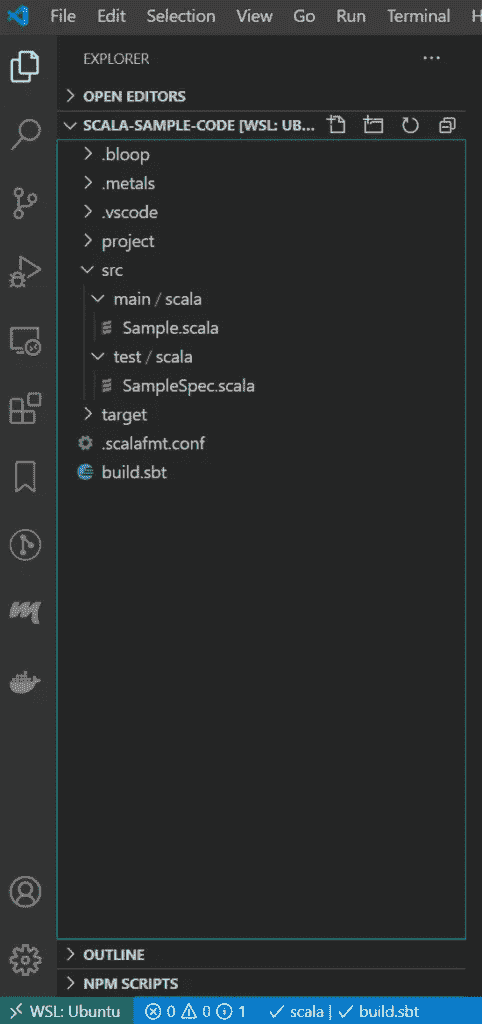 File Edit Selection View Go Run Terminal H
EXPLORER ...
OPEN EDITORS
SCALA-SAMPLE-CODE [WSL: UB...
.bloop
.metals
.vscode
project
src
main / scala
Sample.scala
test / scala
SampleSpec.scala
target
.scalafmt.conf
build.sbt
OUTLINE
NPM SCRIPTS
WSL: Ubuntu 0 0 1 scala | build.sbt